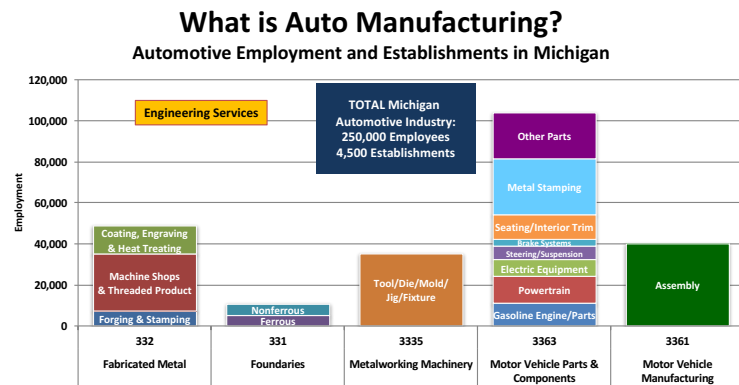 What is Auto Manufacturing?
Automotive Employment and Establishments in Michigan
Employment
120,000
100,000
80,000
60,000
40,000
20,000
0
Engineering Services
TOTAL Michigan
Automotive Industry:
250,000 Employees
4,500 Establishments
Coating, Engraving
& Heat Treating
Machine Shops
& Threaded Product
Forging & Stamping
Nonferrous
Ferrous
Tool/Die/Mold/
Jig/Fixture
Other Parts
Metal Stamping
Seating/Interior Trim
Brake Systems
Steering/Suspension
Electric Equipment
Powertrain
Gasoline Engine/Parts
Assembly
332
331
3335
3363
3361
Fabricated Metal
Foundaries
Metalworking Machinery
Motor Vehicle Parts &
Components
Motor Vehicle
Manufacturing